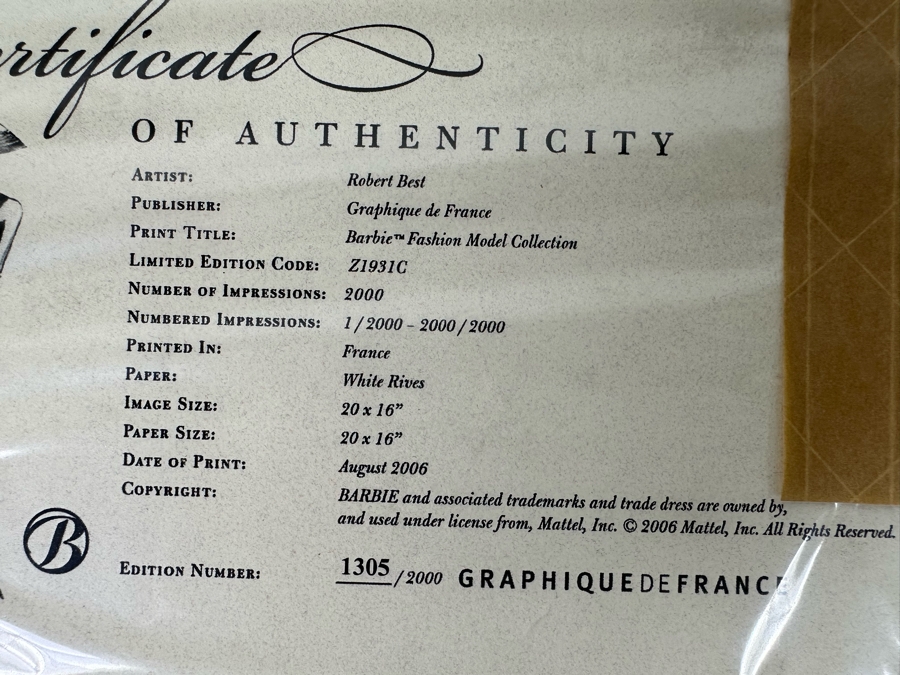 rtificate
OF AUTHENTICITY
ARTIST: Robert Best
PUBLISHER: Graphique de France
PRINT TITLE: Barbie™ Fashion Model Collection
LIMITED EDITION CODE: Z1931C
NUMBER OF IMPRESSIONS: 2000
NUMBERED IMPRESSIONS: 1/2000 - 2000/2000
PRINTED IN: France
PAPER: White Rives
IMAGE SIZE: 20 x 16”
PAPER SIZE: 20 x 16”
DATE OF PRINT: August 2006
COPYRIGHT: BARBIE and associated trademarks and trade dress are owned by,
and used under license from, Mattel, Inc. © 2006 Mattel, Inc. All Rights Reserved.
B
EDITION NUMBER: 1305/2000 GRAPHIQUEDEFRANCE